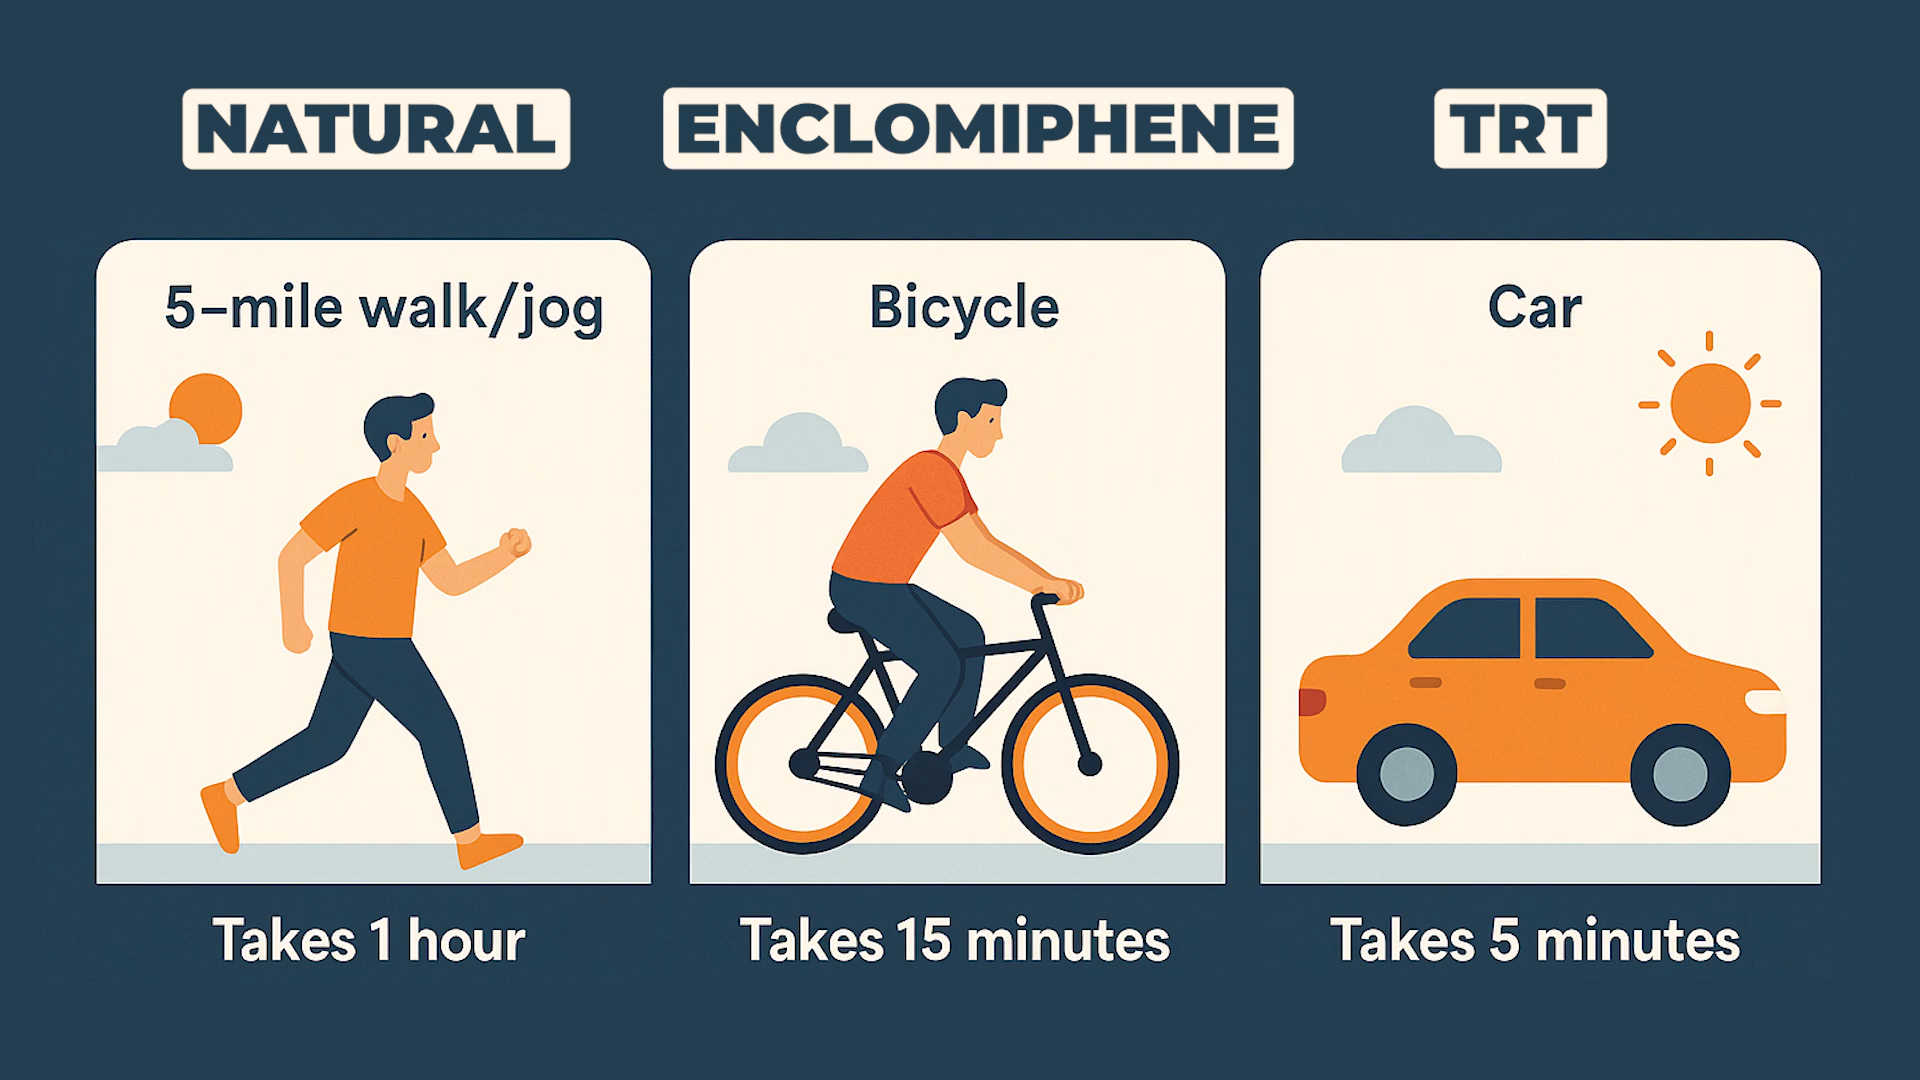 NATURAL
ENCLOMIPHENE
TRT
5-mile walk/jog
Bicycle
Car
Takes 1 hour
Takes 15 minutes
Takes 5 minutes